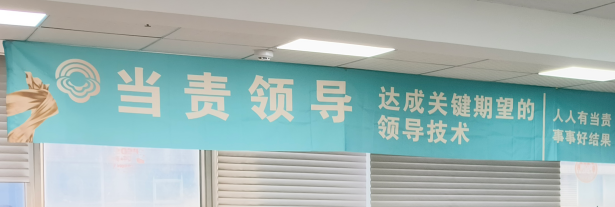 当责领导
达成关键期望的
领导技术
人人有当责
事事好结果